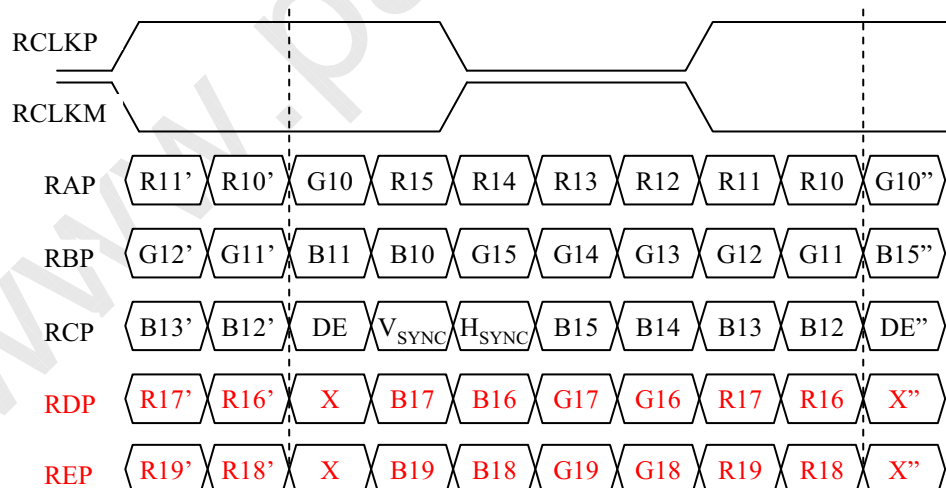 RCLKP
RCLKM
RAP R11’ R10’ G10 R15 R14 R13 R12 R11 R10 G10”
RBP G12’ G11’ B11 B10 G15 G14 G13 G12 G11 B15”
RCP B13’ B12’ DE VSYNC HSYNC B15 B14 B13 B12 DE”
RDP R17’ R16’ X B17 B16 G17 G16 R17 R16 X”
REP R19’ R18’ X B19 B18 G19 G18 R19 R18 X”